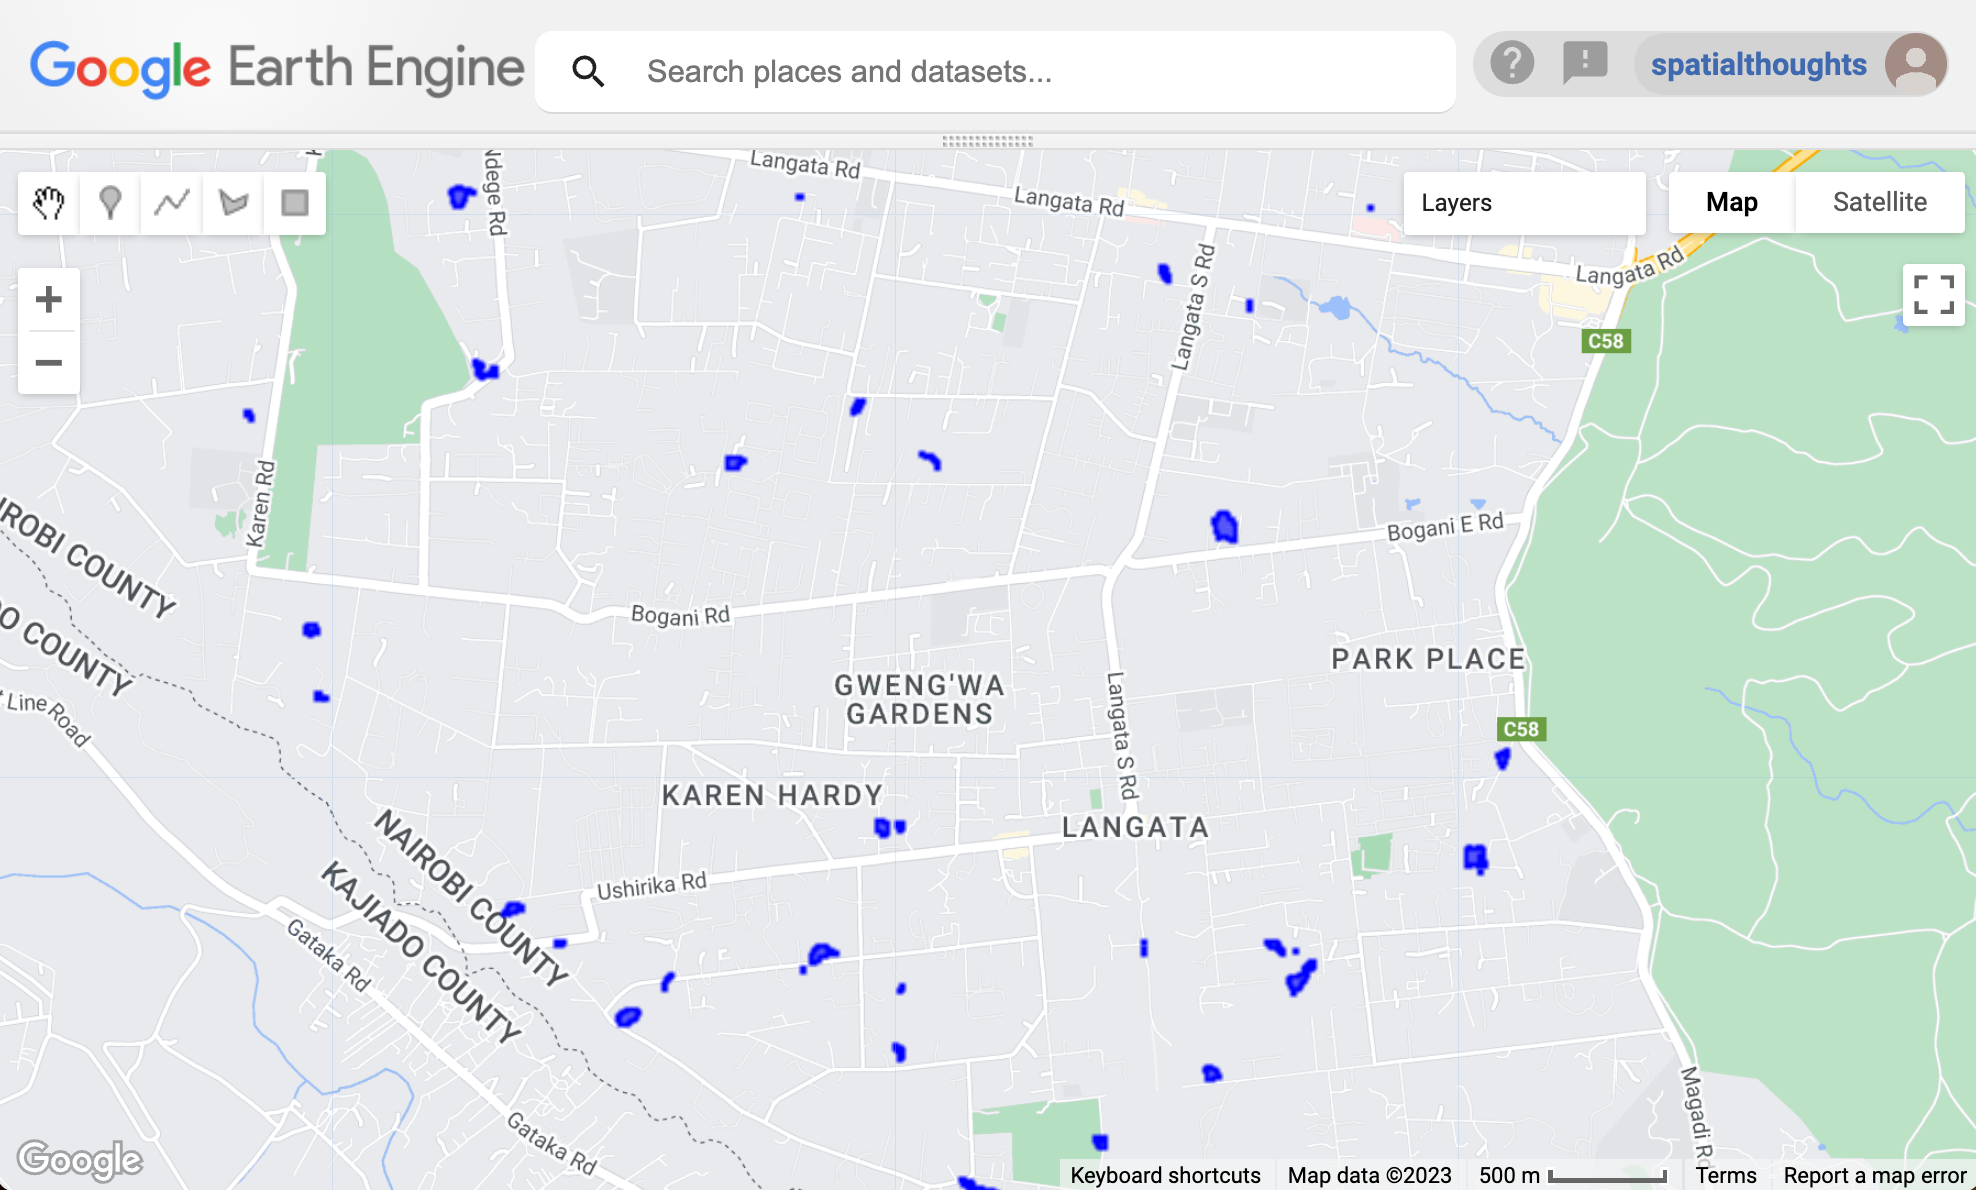 Google Earth Engine
Search places and datasets...
spatialthoughts
Layers
Map
Satellite
Ndege Rd
Langata Rd
Langata Rd
Langata Rd
Langata S Rd
C58
Karen Rd
IROBI COUNTY
O COUNTY
Line Road
Bogani E Rd
Bogani Rd
PARK PLACE
GWENG'WA
GARDENS
Langata S Rd
C58
KAREN HARDY
LANGATA
NAIROBI COUNTY
KAJIADO COUNTY
Ushirika Rd
Gataka Rd
Gataka Rd
Magadi R
Google
Keyboard shortcuts
Map data ©2023
500 m
Terms
Report a map error